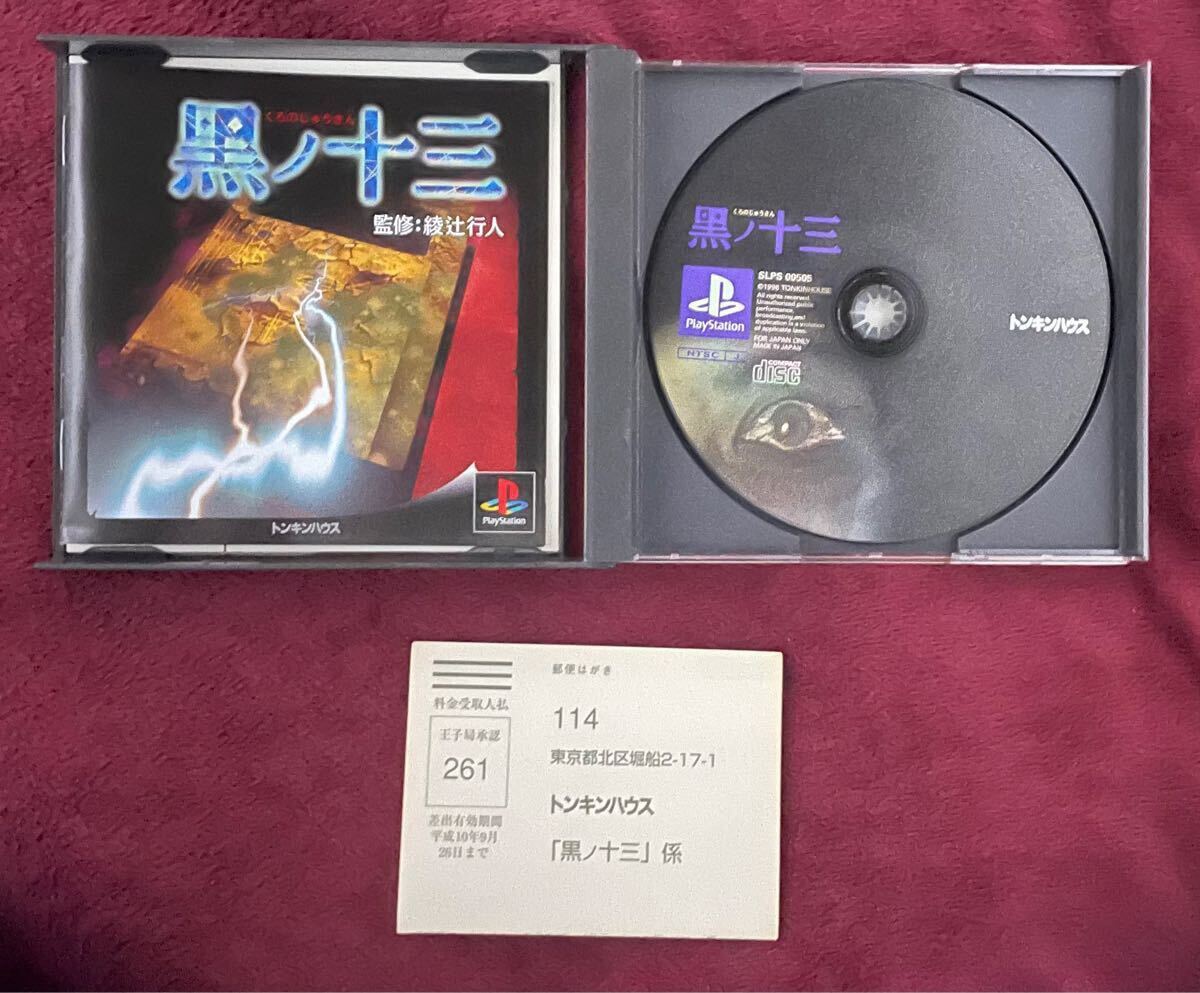 くろのじゅうさん
黒ノ十三
監修:綾辻行人
PlayStation
トンキンハウス
くろのじゅうさん
黒ノ十三
SLPS 00505
©1996 TONKINHOUSE
All rights reserved.
Unauthorized public
performance,
broadcasting and
duplication is a violation
of applicable laws.
FOR JAPAN ONLY
MADE IN JAPAN
PlayStation
NTSC J
COMPACT
disc
トンキンハウス
郵便はがき
料金受取人払
王子局承認
261
差出有効期間
平成10年9月
26日まで
114
東京都北区堀船2-17-1
トンキンハウス
「黒ノ十三」係